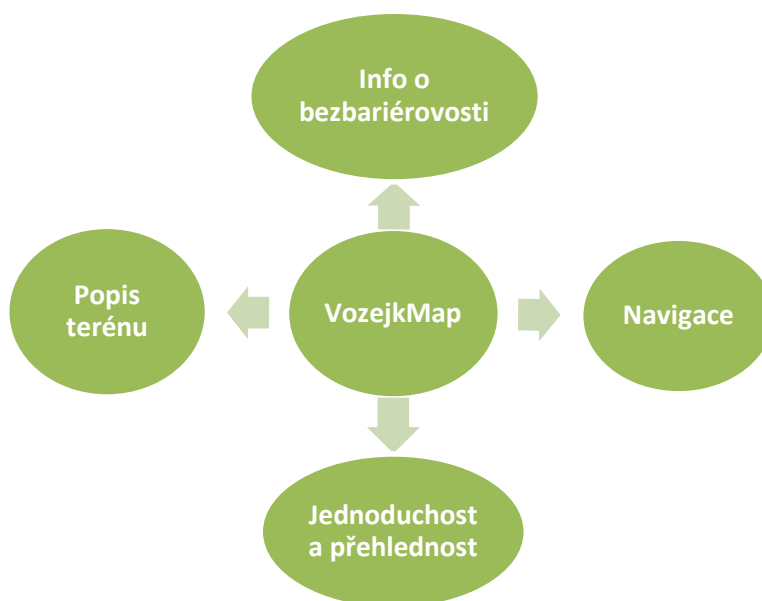 Info o
bezbariérovosti
Popis
terénu
VozejkMap
Navigace
Jednoduchost
a přehlednost